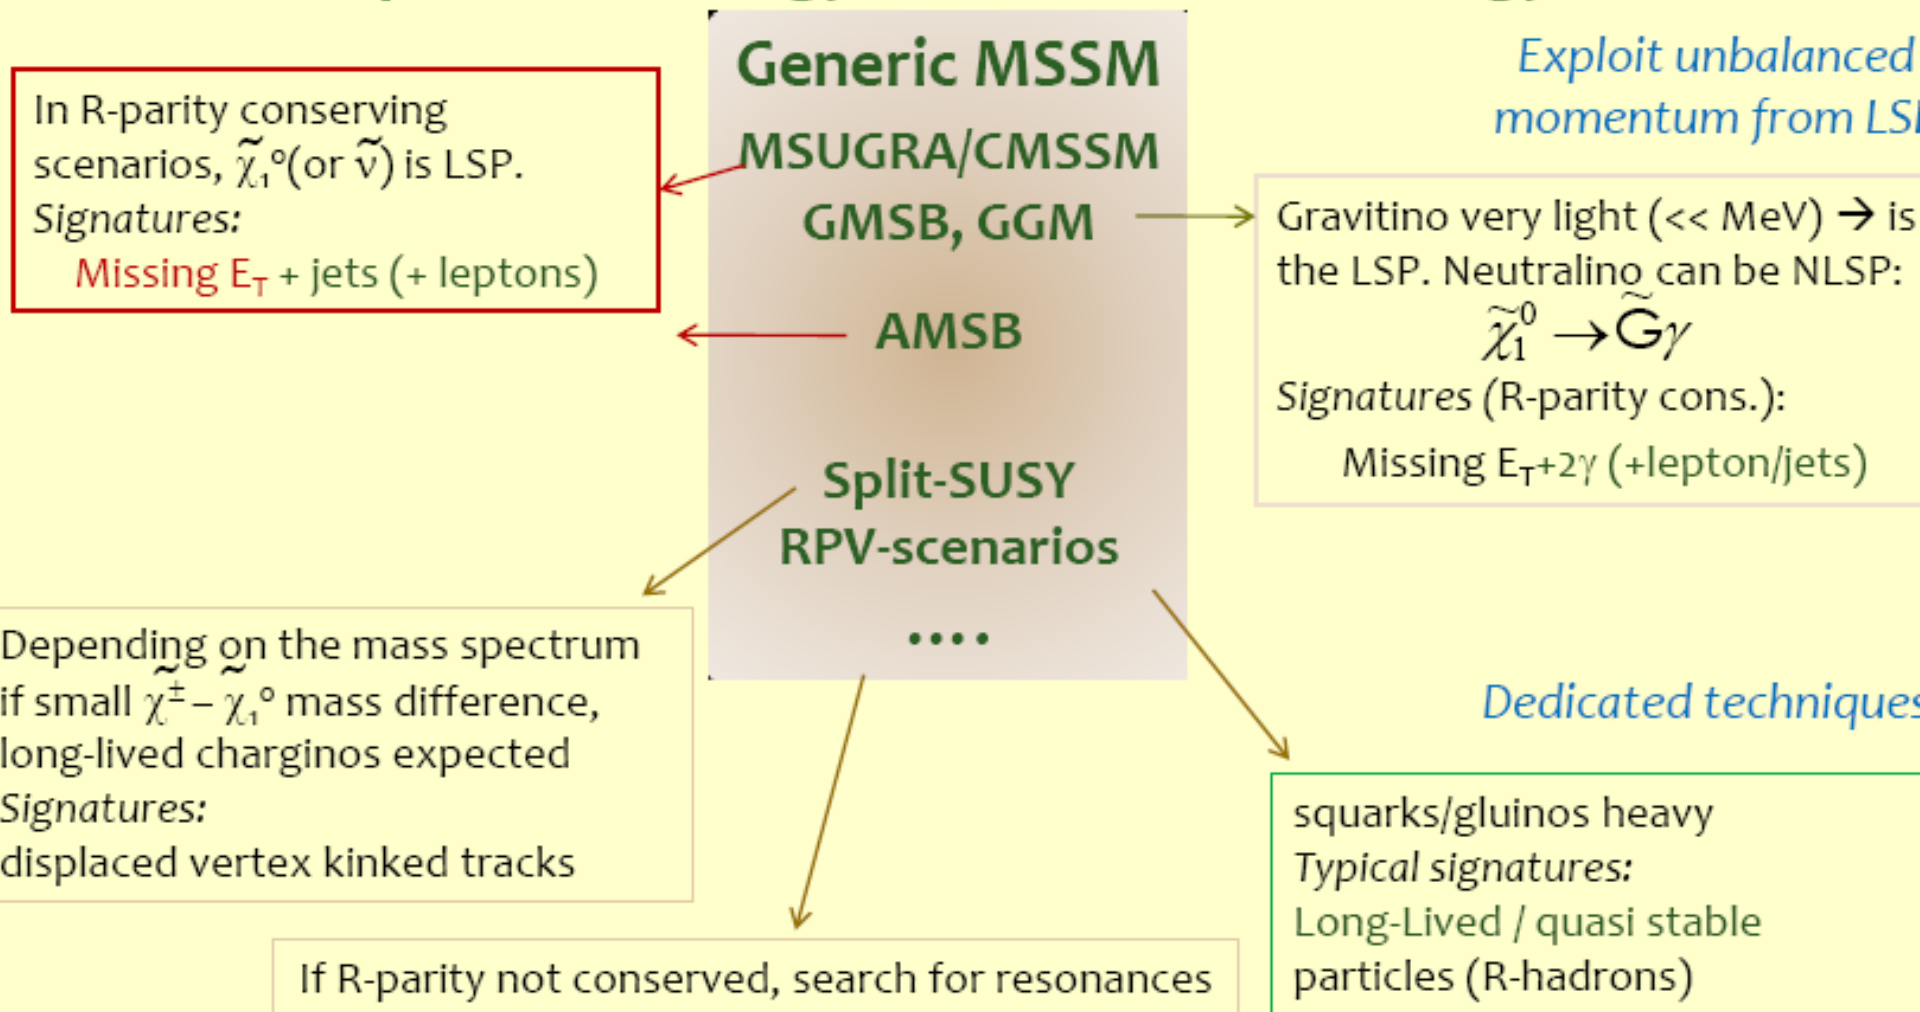 Generic MSSM
MSUGRA/CMSSM
GMSB, GGM
AMSB
Split-SUSY
RPV-scenarios
....
In R-parity conserving
scenarios, χ̃₁⁰(or ν̃) is LSP.
Signatures:
Missing E_T + jets (+ leptons)
Exploit unbalanced
momentum from
Gravitino very light (<< MeV) → is
the LSP. Neutralino can be NLSP:
χ̃₁⁰ → G̃γ
Signatures (R-parity cons.):
Missing E_T+2γ (+lepton/jets)
Depending on the mass spectrum
if small χ̃± – χ̃₁⁰ mass difference,
long-lived charginos expected
Signatures:
displaced vertex kinked tracks
Dedicated techniques
squarks/gluinos heavy
Typical signatures:
Long-Lived / quasi stable
particles (R-hadrons)
If R-parity not conserved, search for resonances